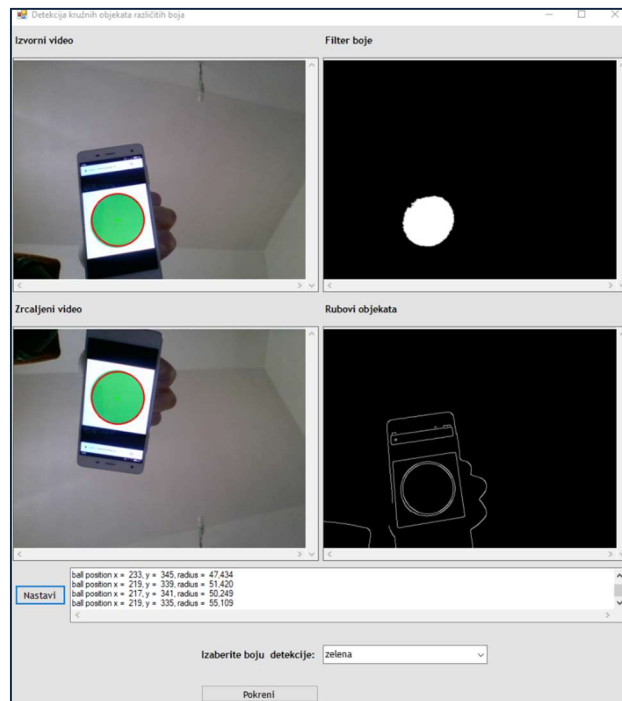 Detekcija kružnih objekata različitih boja
Izvorni video
Filter boje
Zrcaljeni video
Rubovi objekata
Nastavi
ball position x = 233, y = 345, radius = 47,434
ball position x = 219, y = 339, radius = 51,420
ball position x = 217, y = 341, radius = 50,249
ball position x = 219, y = 335, radius = 55,109
Izaberite boju detekcije:
zelena
Pokreni